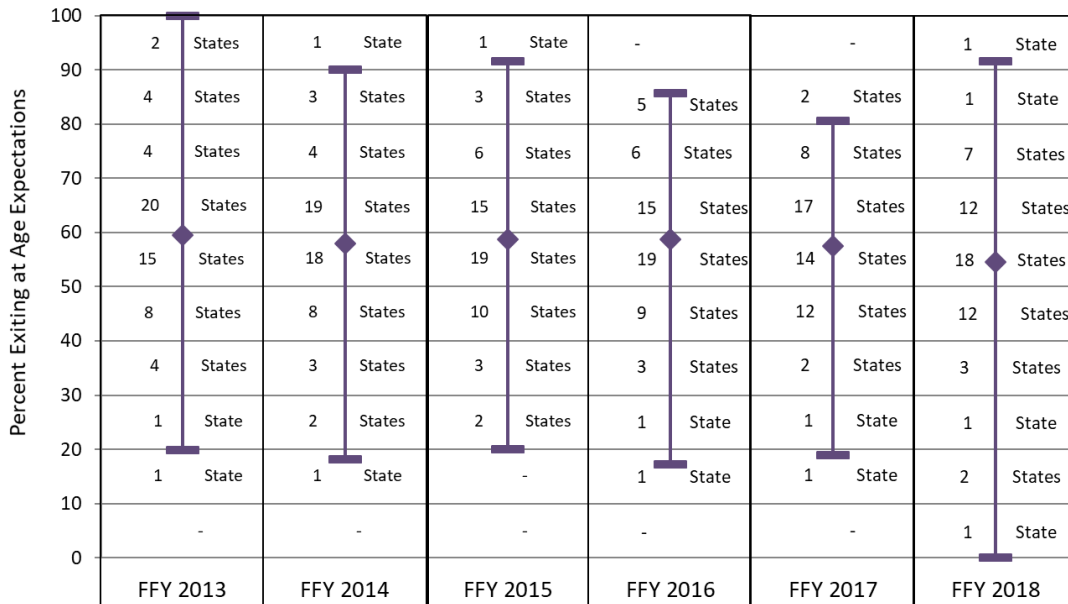 Percent Exiting at Age Expectations
100
2 States 1 State 1 State - - 1 State
90
4 States 3 States 3 States 5 States 2 States 1 State
80
4 States 4 States 6 States 6 States 8 States 7 States
70
20 States 19 States 15 States 15 States 17 States 12 States
60
15 States 18 States 19 States 19 States 14 States 18 States
50
8 States 8 States 10 States 9 States 12 States 12 States
40
4 States 3 States 3 States 3 States 2 States 3 States
30
1 State 2 States 2 States 1 State 1 State 1 State
20
1 State 1 State - 1 State 1 State 2 States
10
- - - - - 1 State
0
FFY 2013 FFY 2014 FFY 2015 FFY 2016 FFY 2017 FFY 2018